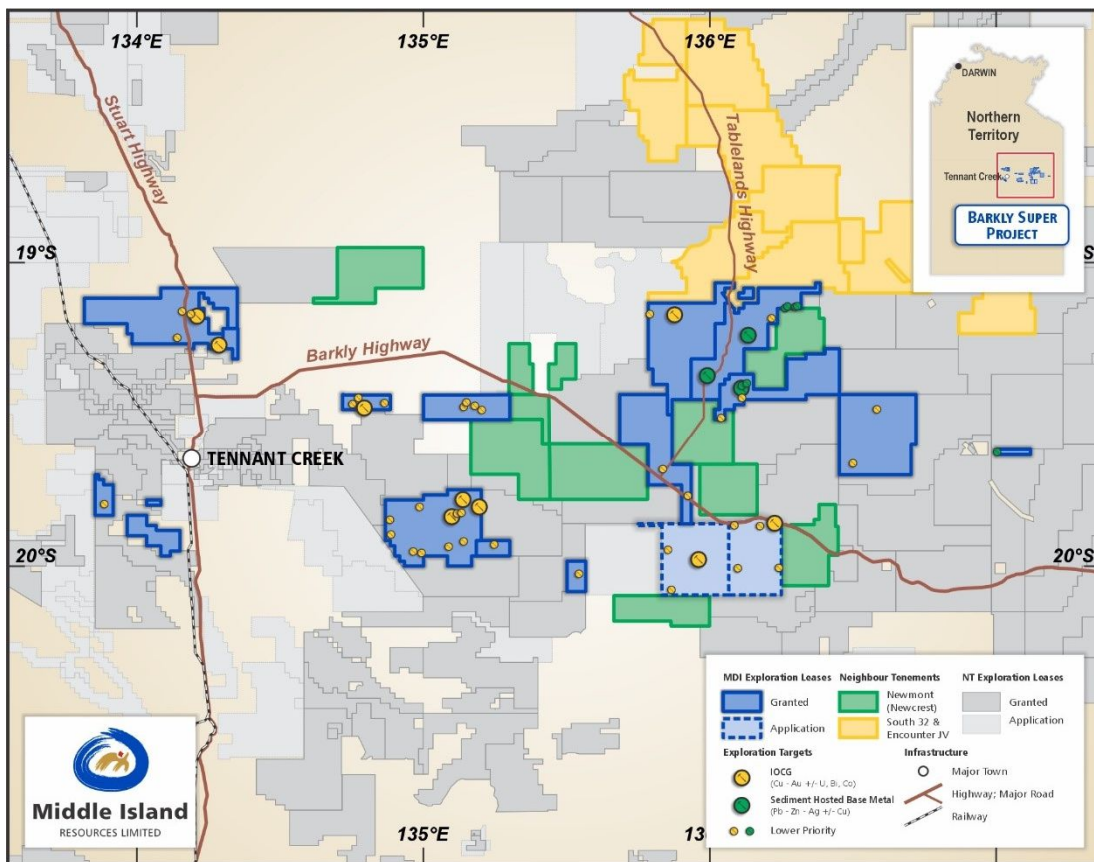 134°E
135°E
136°E
Stuart Highway
Tablelands Highway
DARWIN
Northern
Territory
Tennant Creek
BARKLY SUPER
PROJECT
19°S
°S
Barkly Highway
TENNANT CREEK
20°S
20°S
MDI Exploration Leases
Granted
Application
Neighbour Tenements
Newmont
(Newcrest)
South 32 &
Encounter JV
NT Exploration Leases
Granted
Application
Exploration Targets
IOCG
(Cu - Au +/- U, Bi, Co)
Sediment Hosted Base Metal
(Pb - Zn - Ag +/- Cu)
Lower Priority
Infrastructure
Major Town
Highway; Major Road
Railway
Middle Island
RESOURCES LIMITED
135°E
13